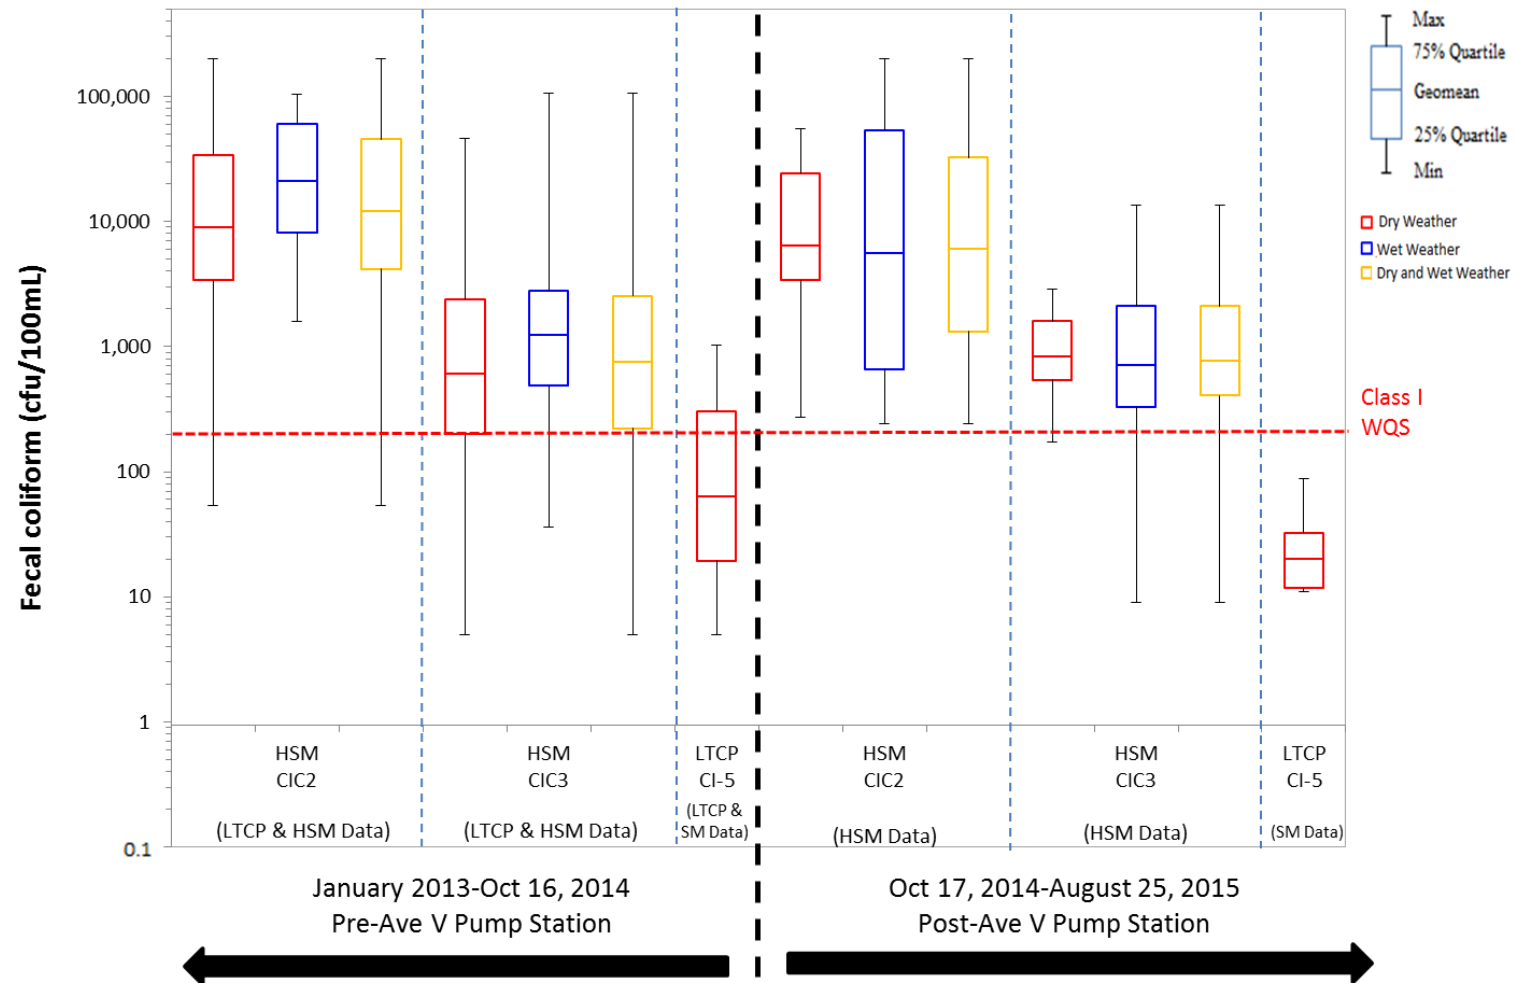 Fecal coliform (cfu/100mL)
100,000
10,000
1,000
100
10
1
0.1
HSM
CIC2
(LTCP & HSM Data)
HSM
CIC3
(LTCP & HSM Data)
LTCP
CI-5
(LTCP &
SM Data)
HSM
CIC2
(HSM Data)
HSM
CIC3
(HSM Data)
LTCP
CI-5
(SM Data)
January 2013-Oct 16, 2014
Pre-Ave V Pump Station
Oct 17, 2014-August 25, 2015
Post-Ave V Pump Station
Max
75% Quartile
Geomean
25% Quartile
Min
Dry Weather
Wet Weather
Dry and Wet Weather
Class I
WQS